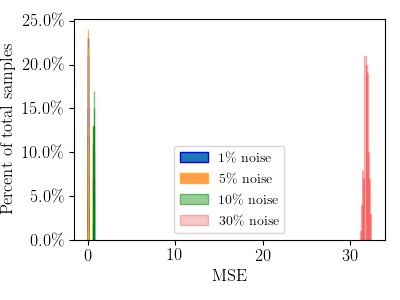 25.0%
20.0%
15.0%
10.0%
5.0%
0.0%
Percent of total samples
1% noise
5% noise
10% noise
30% noise
0 10 20 30
MSE